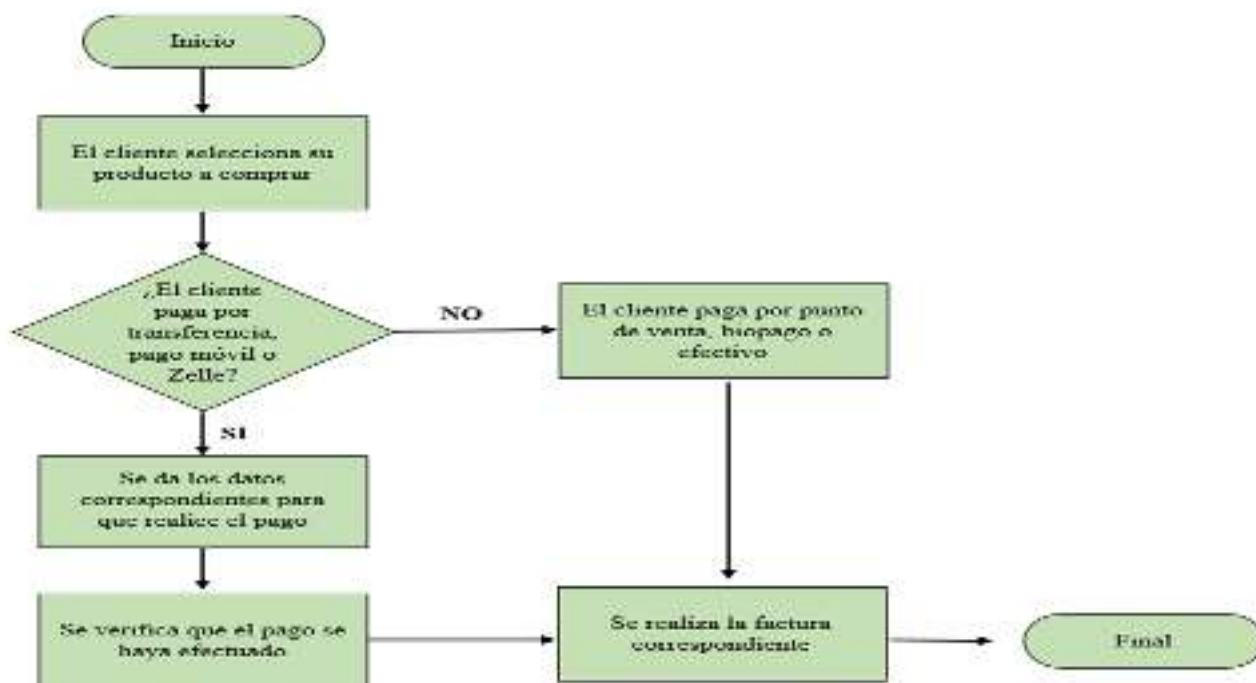 Inicio
El cliente selecciona su
producto a comprar
¿El cliente
paga por
transferencia,
pago móvil o
Zelle?
NO
El cliente paga por punto
de venta, biopago o
efectivo
SI
Se da los datos
correspondientes para
que realice el pago
Se verifica que el pago se
haya efectuado
Se realiza la factura
correspondiente
Final